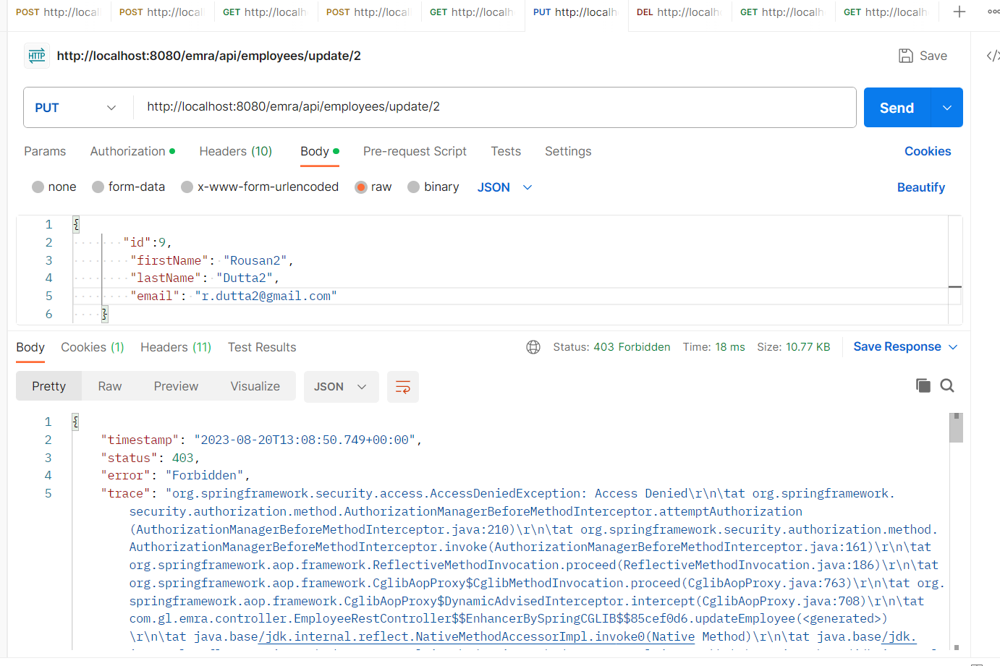 POST http://local POST http://local GET http://localh POST http://local GET http://localh PUT http://localh DEL http://localh GET http://localh GET http://localh
HTTP http://localhost:8080/emra/api/employees/update/2 Save
PUT http://localhost:8080/emra/api/employees/update/2 Send
Params Authorization Headers (10) Body Pre-request Script Tests Settings Cookies
none form-data x-www-form-urlencoded raw binary JSON Beautify
1 {
2 "id":9,
3 "firstName": "Rousan2",
4 "lastName": "Dutta2",
5 "email": "r.dutta2@gmail.com"
6 }
Body Cookies (1) Headers (11) Test Results Status: 403 Forbidden Time: 18 ms Size: 10.77 KB Save Response
Pretty Raw Preview Visualize JSON
1 {
2 "timestamp": "2023-08-20T13:08:50.749+00:00",
3 "status": 403,
4 "error": "Forbidden",
5 "trace": "org.springframework.security.access.AccessDeniedException: Access Denied\r\n\tat org.springframework.
security.authorization.method.AuthorizationManagerBeforeMethodInterceptor.attemptAuthorization
(AuthorizationManagerBeforeMethodInterceptor.java:210)\r\n\tat org.springframework.security.authorization.method.
AuthorizationManagerBeforeMethodInterceptor.invoke(AuthorizationManagerBeforeMethodInterceptor.java:161)\r\n\tat
org.springframework.aop.framework.ReflectiveMethodInvocation.proceed(ReflectiveMethodInvocation.java:186)\r\n\tat
org.springframework.aop.framework.CglibAopProxy$CglibMethodInvocation.proceed(CglibAopProxy.java:763)\r\n\tat org.
springframework.aop.framework.CglibAopProxy$DynamicAdvisedInterceptor.intercept(CglibAopProxy.java:708)\r\n\tat
com.gl.emra.controller.EmployeeRestController$$EnhancerBySpringCGLIB$$85cef0d6.updateEmployee(<generated>)
\r\n\tat java.base/jdk.internal.reflect.NativeMethodAccessorImpl.invoke0(Native Method)\r\n\tat java.base/jdk.